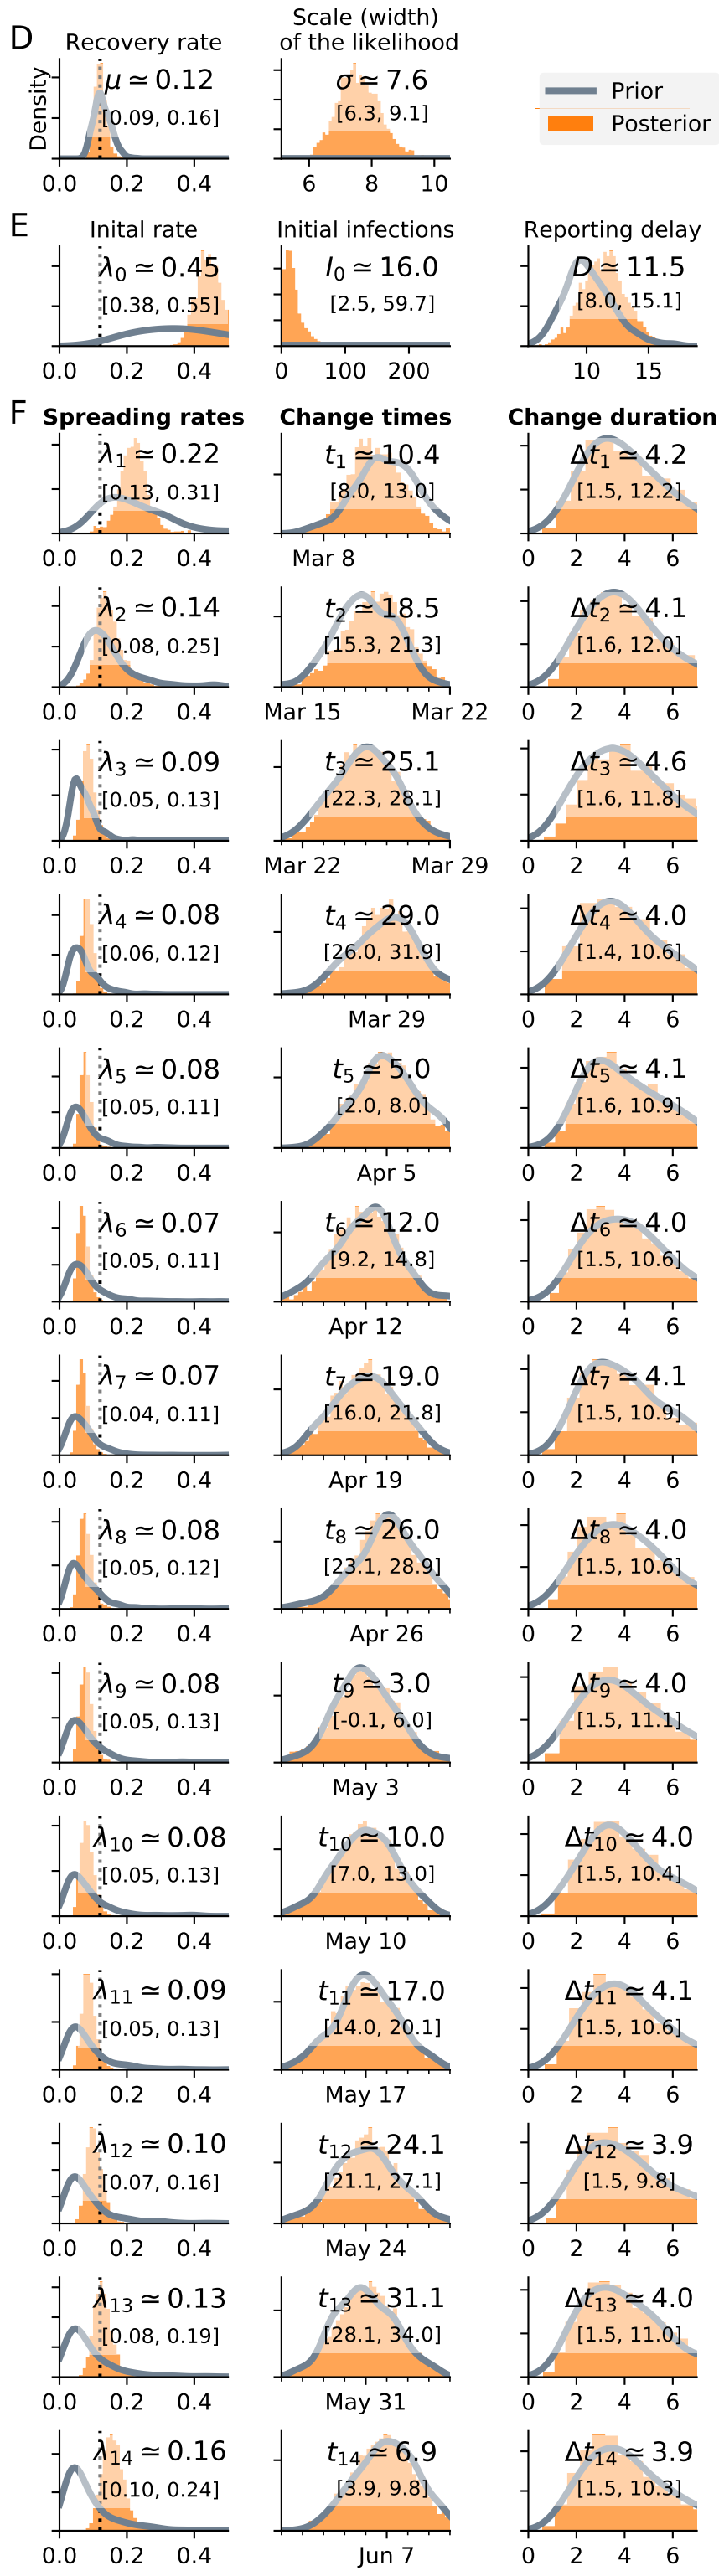 D
Recovery rate
Scale (width)
of the likelihood
Density
μ ≃ 0.12
[0.09, 0.16]
0.0 0.2 0.4
σ ≃ 7.6
[6.3, 9.1]
6 8 10
Prior
Posterior
E
Inital rate
λ0 ≃ 0.45
[0.38, 0.55]
0.0 0.2 0.4
Initial infections
I0 ≃ 16.0
[2.5, 59.7]
0 100 200
Reporting delay
D ≃ 11.5
[8.0, 15.1]
10 15
F
Spreading rates Change times Change duration
λ1 ≃ 0.22 t1 ≃ 10.4 Δt1 ≃ 4.2
[0.13, 0.31] [8.0, 13.0] [1.5, 12.2]
0.0 0.2 0.4 Mar 8 0 2 4 6
λ2 ≃ 0.14 t2 ≃ 18.5 Δt2 ≃ 4.1
[0.08, 0.25] [15.3, 21.3] [1.6, 12.0]
0.0 0.2 0.4 Mar 15 Mar 22 0 2 4 6
λ3 ≃ 0.09 t3 ≃ 25.1 Δt3 ≃ 4.6
[0.05, 0.13] [22.3, 28.1] [1.6, 11.8]
0.0 0.2 0.4 Mar 22 Mar 29 0 2 4 6
λ4 ≃ 0.08 t4 ≃ 29.0 Δt4 ≃ 4.0
[0.06, 0.12] [26.0, 31.9] [1.4, 10.6]
0.0 0.2 0.4 Mar 29 0 2 4 6
λ5 ≃ 0.08 t5 ≃ 5.0 Δt5 ≃ 4.1
[0.05, 0.11] [2.0, 8.0] [1.6, 10.9]
0.0 0.2 0.4 Apr 5 0 2 4 6
λ6 ≃ 0.07 t6 ≃ 12.0 Δt6 ≃ 4.0
[0.05, 0.11] [9.2, 14.8] [1.5, 10.6]
0.0 0.2 0.4 Apr 12 0 2 4 6
λ7 ≃ 0.07 t7 ≃ 19.0 Δt7 ≃ 4.1
[0.04, 0.11] [16.0, 21.8] [1.5, 10.9]
0.0 0.2 0.4 Apr 19 0 2 4 6
λ8 ≃ 0.08 t8 ≃ 26.0 Δt8 ≃ 4.0
[0.05, 0.12] [23.1, 28.9] [1.5, 10.6]
0.0 0.2 0.4 Apr 26 0 2 4 6
λ9 ≃ 0.08 t9 ≃ 3.0 Δt9 ≃ 4.0
[0.05, 0.13] [-0.1, 6.0] [1.5, 11.1]
0.0 0.2 0.4 May 3 0 2 4 6
λ10 ≃ 0.08 t10 ≃ 10.0 Δt10 ≃ 4.0
[0.05, 0.13] [7.0, 13.0] [1.5, 10.4]
0.0 0.2 0.4 May 10 0 2 4 6
λ11 ≃ 0.09 t11 ≃ 17.0 Δt11 ≃ 4.1
[0.05, 0.13] [14.0, 20.1] [1.5, 10.6]
0.0 0.2 0.4 May 17 0 2 4 6
λ12 ≃ 0.10 t12 ≃ 24.1 Δt12 ≃ 3.9
[0.07, 0.16] [21.1, 27.1] [1.5, 9.8]
0.0 0.2 0.4 May 24 0 2 4 6
λ13 ≃ 0.13 t13 ≃ 31.1 Δt13 ≃ 4.0
[0.08, 0.19] [28.1, 34.0] [1.5, 11.0]
0.0 0.2 0.4 May 31 0 2 4 6
λ14 ≃ 0.16 t14 ≃ 6.9 Δt14 ≃ 3.9
[0.10, 0.24] [3.9, 9.8] [1.5, 10.3]
0.0 0.2 0.4 Jun 7 0 2 4 6